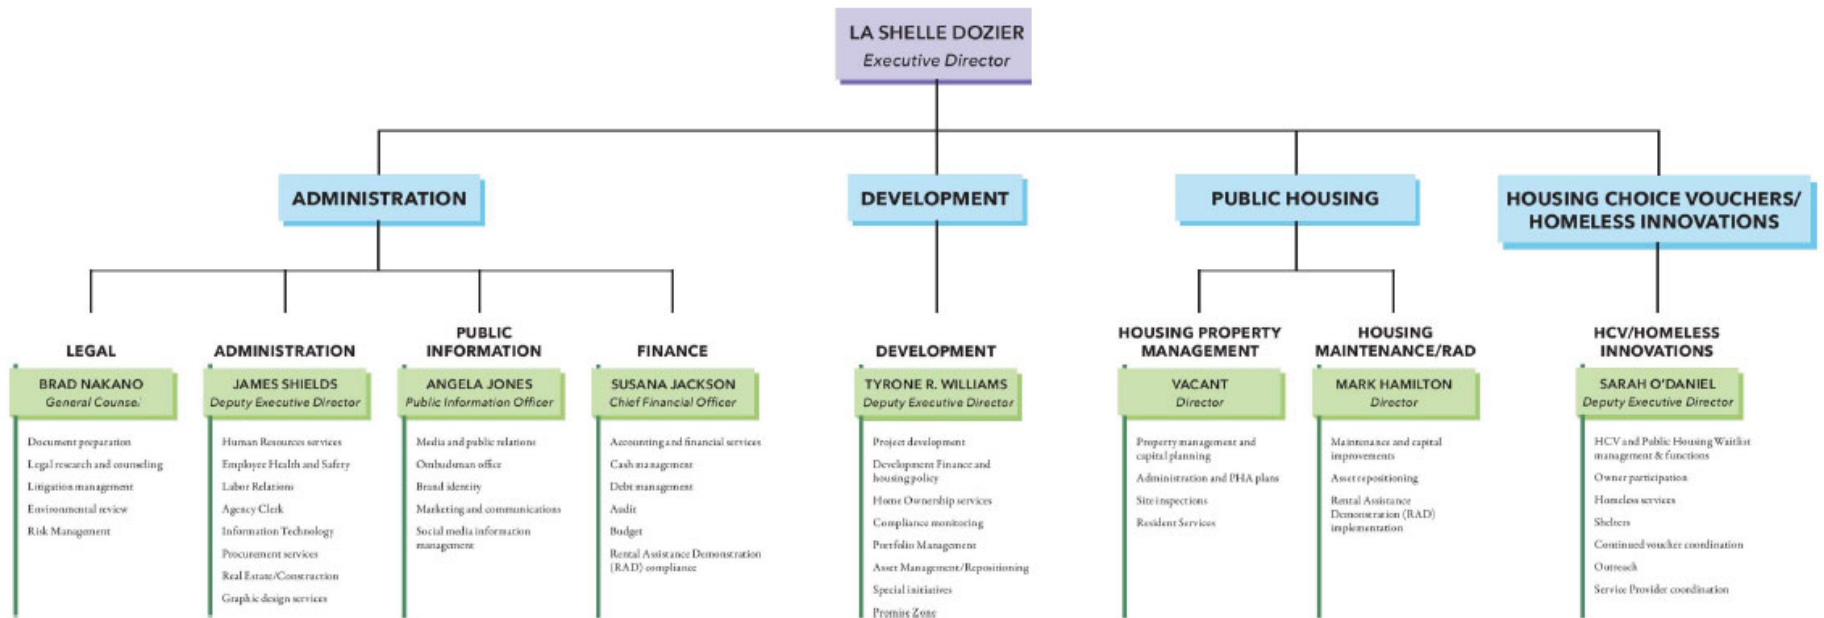 LA SHELLE DOZIER
Executive Director
ADMINISTRATION
DEVELOPMENT
PUBLIC HOUSING
HOUSING CHOICE VOUCHERS/
HOMELESS INNOVATIONS
LEGAL
BRAD NAKANO
General Counsel
Document preparation
Legal research and counseling
Litigation management
Environmental review
Risk Management
ADMINISTRATION
JAMES SHIELDS
Deputy Executive Director
Human Resources services
Employee Health and Safety
Labor Relations
Agency Clerk
Information Technology
Procurement services
Real Estate/Construction
Graphic design services
PUBLIC
INFORMATION
ANGELA JONES
Public Information Officer
Media and public relations
Ombudsman office
Brand identity
Marketing and communications
Social media information
management
FINANCE
SUSANA JACKSON
Chief Financial Officer
Accounting and financial services
Cash management
Debt management
Audit
Budget
Rental Assistance Demonstration
(RAD) compliance
DEVELOPMENT
TYRONE R. WILLIAMS
Deputy Executive Director
Project development
Development Finance and
housing policy
Home Ownership services
Compliance monitoring
Portfolio Management
Asset Management/Repositioning
Special initiatives
Promise Zone
HOUSING PROPERTY
MANAGEMENT
VACANT
Director
Property management and
capital planning
Administration and PHA plans
Site inspections
Resident Services
HOUSING
MAINTENANCE/RAD
MARK HAMILTON
Director
Maintenance and capital
improvements
Asset repositioning
Rental Assistance
Demonstration (RAD)
implementation
HCV/HOMELESS
INNOVATIONS
SARAH O'DANIEL
Deputy Executive Director
HCV and Public Housing Waitlist
management & functions
Owner participation
Homeless services
Shelters
Continued voucher coordination
Outreach
Service Provider coordination